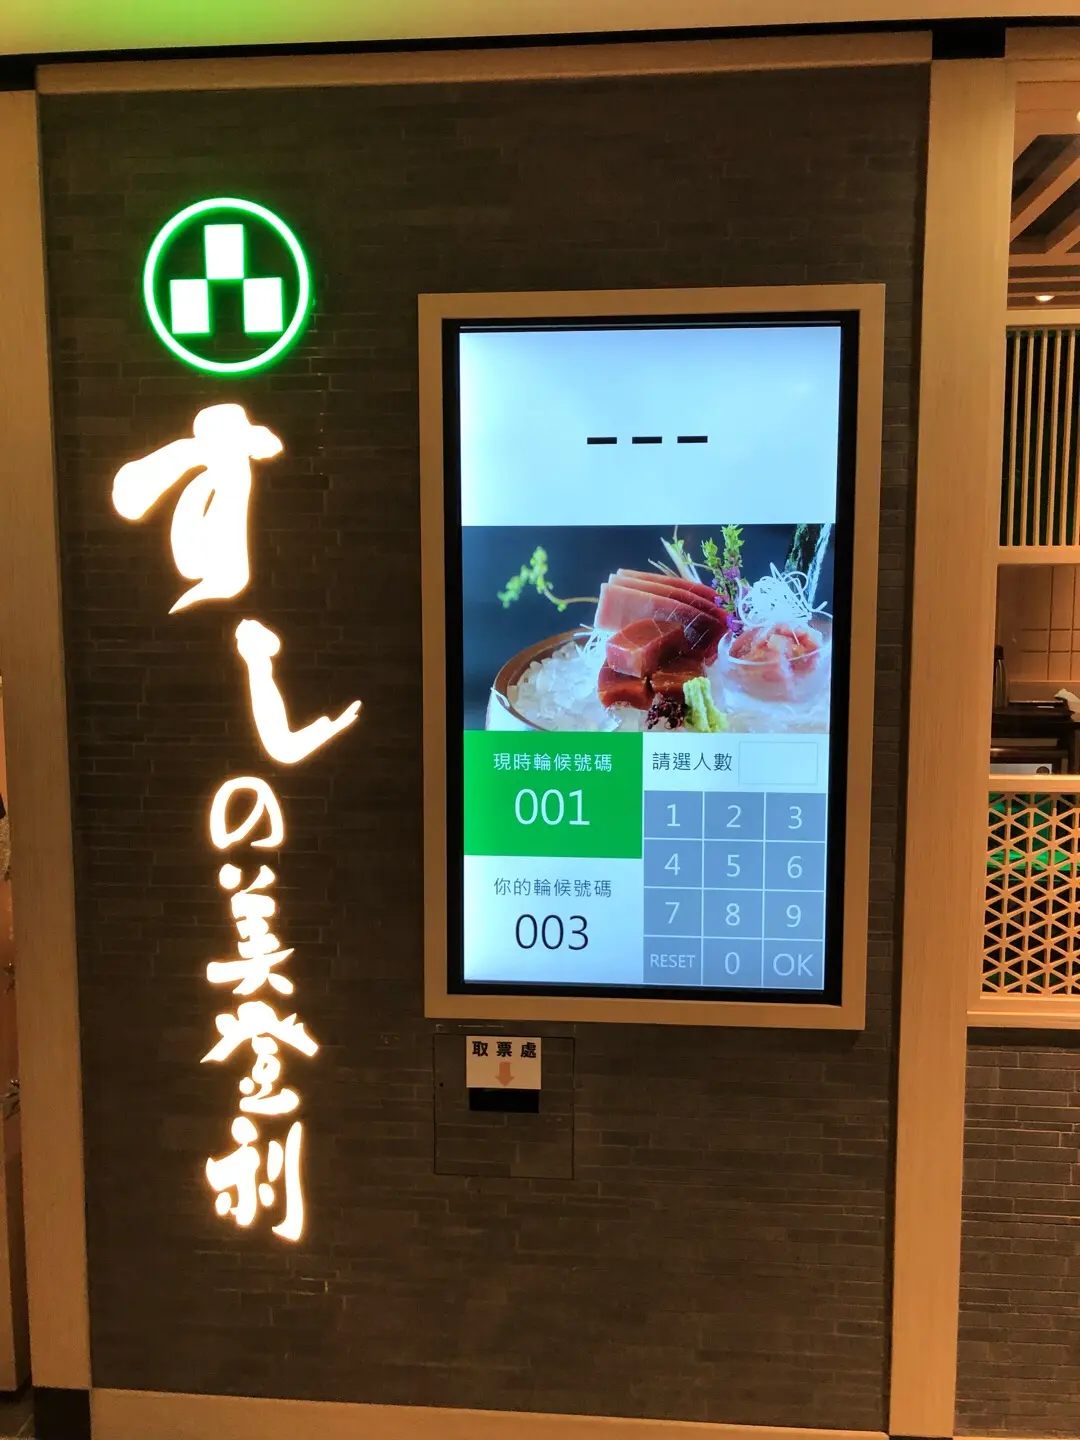 すしの美登利
---
現時輪候號碼
001
你的輪候號碼
003
請選人數
1 2 3
4 5 6
7 8 9
RESET 0 OK
取票處